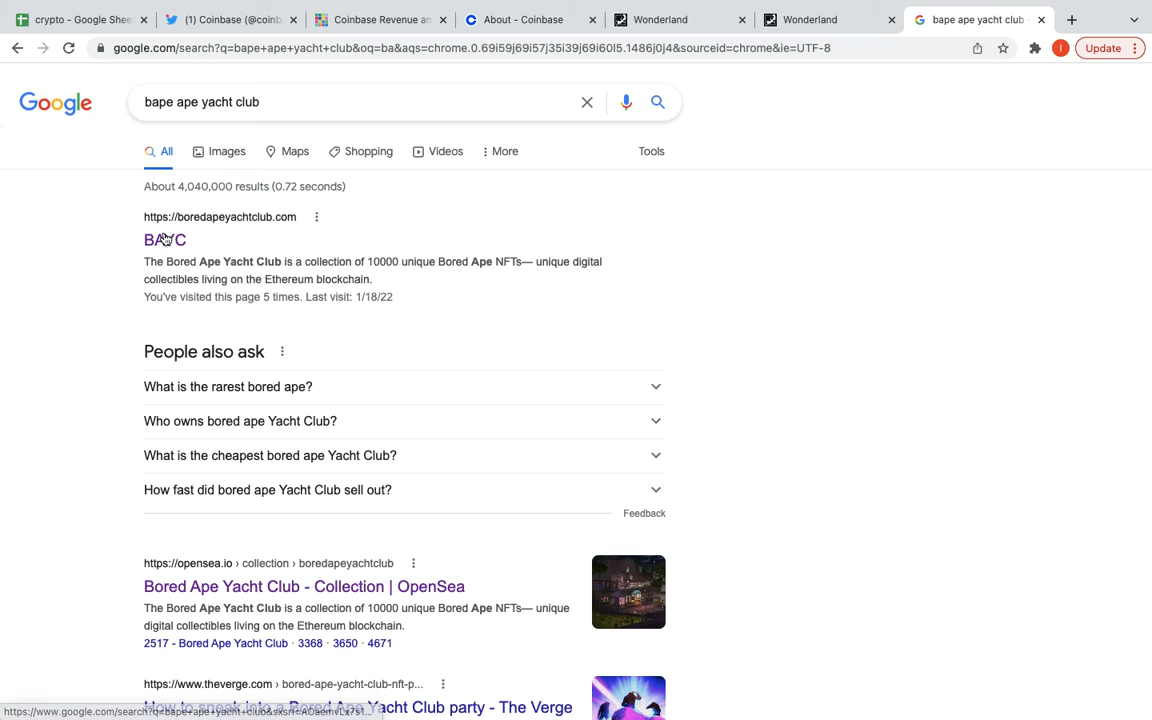 crypto - Google Shee
(1) Coinbase (@coinb
Coinbase Revenue an
About - Coinbase
Wonderland
Wonderland
bape ape yacht club
google.com/search?q=bape+ape+yacht+club&oq=ba&aqs=chrome.0.69i59j69i57j35i39j69i60l5.1486j0j4&sourceid=chrome&ie=UTF-8
I
Update
Google
bape ape yacht club
All
Images
Maps
Shopping
Videos
More
Tools
About 4,040,000 results (0.72 seconds)
https://boredapeyachtclub.com
BAYC
The Bored Ape Yacht Club is a collection of 10000 unique Bored Ape NFTs— unique digital
collectibles living on the Ethereum blockchain.
You've visited this page 5 times. Last visit: 1/18/22
People also ask
What is the rarest bored ape?
Who owns bored ape Yacht Club?
What is the cheapest bored ape Yacht Club?
How fast did bored ape Yacht Club sell out?
Feedback
https://opensea.io › collection › boredapeyachtclub
Bored Ape Yacht Club - Collection | OpenSea
The Bored Ape Yacht Club is a collection of 10000 unique Bored Ape NFTs— unique
digital collectibles living on the Ethereum blockchain.
2517 - Bored Ape Yacht Club · 3368 · 3650 · 4671
https://www.theverge.com › bored-ape-yacht-club-nft-p...
How to sneak into a Bored Ape Yacht Club party - The Verge